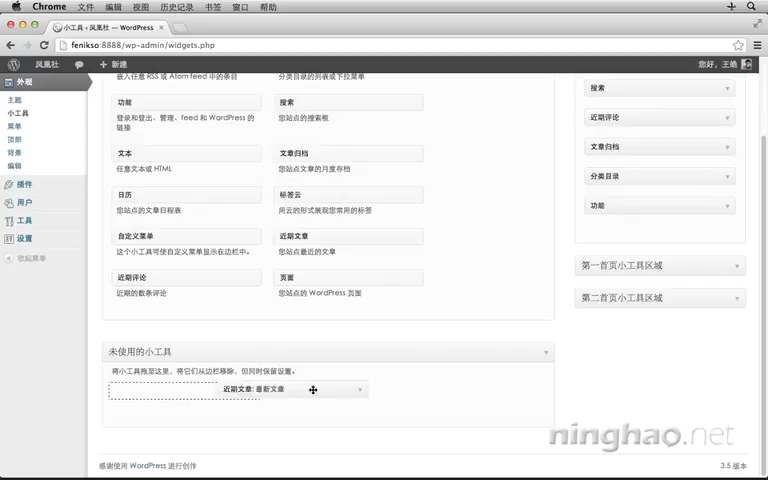 Chrome 文件 编辑 视图 历史记录 书签 窗口 帮助
小工具 ‹ 凤凰社 — WordPress
fenikso:8888/wp-admin/widgets.php
凤凰社 新建 您好，王皓
外观
主题
小工具
菜单
顶部
背景
编辑
插件
用户
工具
设置
收起菜单
嵌入任意 RSS 或 Atom feed 中的条目
分类目录的列表或下拉菜单
功能
登录和登出、管理、feed 和 WordPress 的
链接
搜索
您站点的搜索框
文本
任意文本或 HTML
文章归档
您站点文章的月度存档
日历
您站点的文章日程表
标签云
用云的形式展现您常用的标签
自定义菜单
这个小工具可使自定义菜单显示在边栏中。
近期文章
您站点最近的文章
近期评论
近期的数条评论
页面
您站点的 WordPress 页面
未使用的小工具
将小工具拖至这里，将它们从边栏移除，但同时保留设置。
近期文章: 最新文章
搜索
近期评论
文章归档
分类目录
功能
第一首页小工具区域
第二首页小工具区域
ninghao.net
感谢使用 WordPress 进行创作
3.5 版本